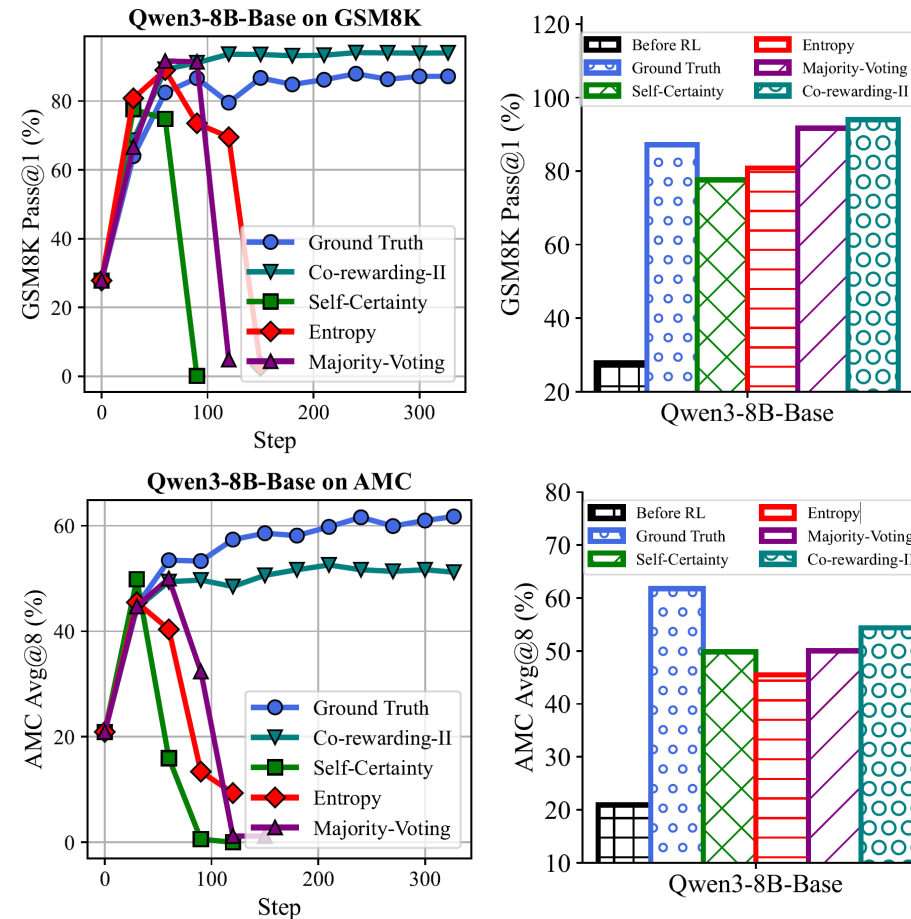 Qwen3-8B-Base on GSM8K
GSM8K Pass@1 (%)
80
60
40
20
0
Ground Truth
Co-rewarding-II
Self-Certainty
Entropy
Majority-Voting
0 100 200 300
Step
GSM8K Pass@1 (%)
120
100
80
60
40
20
Before RL
Ground Truth
Self-Certainty
Entropy
Majority-Voting
Co-rewarding-II
Qwen3-8B-Base
Qwen3-8B-Base on AMC
AMC Avg@8 (%)
60
40
20
0
Ground Truth
Co-rewarding-II
Self-Certainty
Entropy
Majority-Voting
0 100 200 300
Step
AMC Avg@8 (%)
80
70
60
50
40
30
20
10
Before RL
Ground Truth
Self-Certainty
Entropy
Majority-Voting
Co-rewarding-II
Qwen3-8B-Base